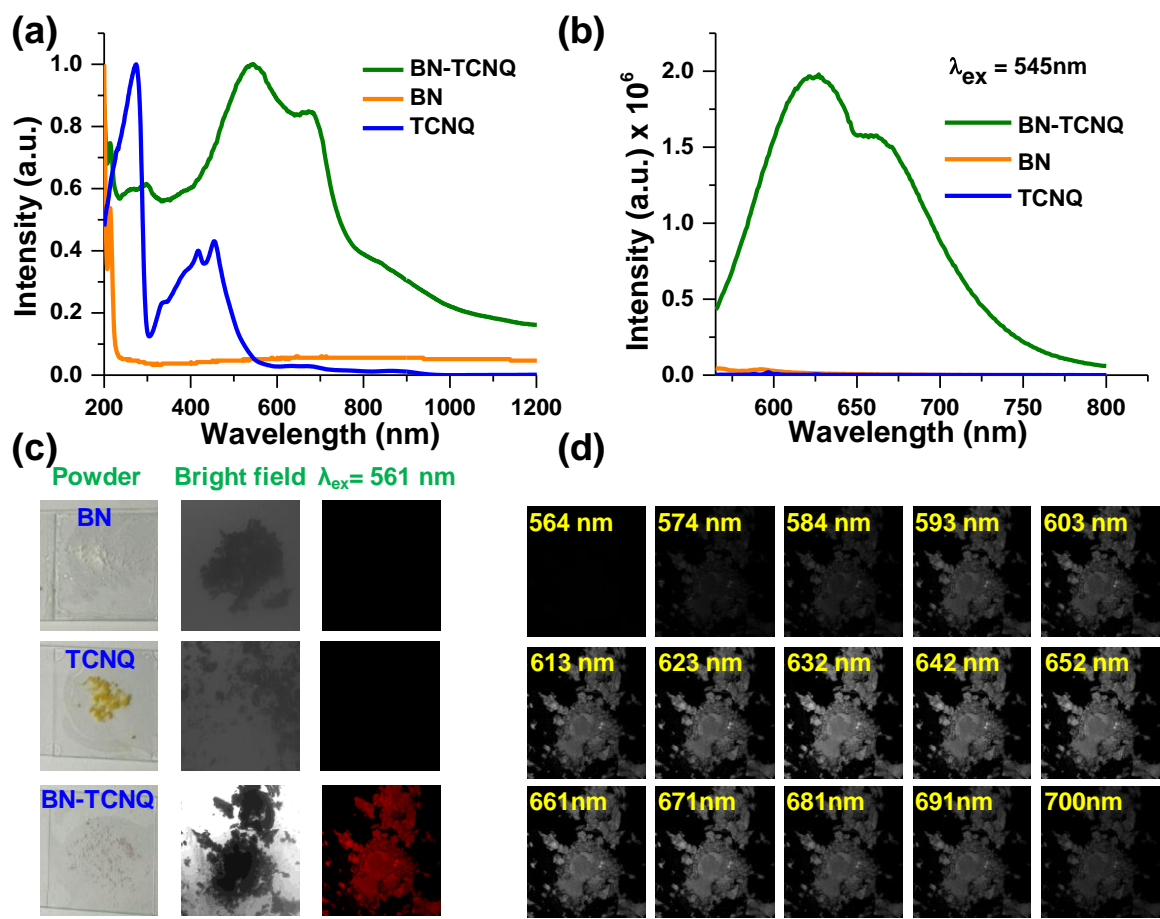 (a)
BN-TCNQ
BN
TCNQ
Intensity (a.u.)
1.0
0.8
0.6
0.4
0.2
0.0
200 400 600 800 1000 1200
Wavelength (nm)
(b)
λex = 545nm
BN-TCNQ
BN
TCNQ
Intensity (a.u.) x 10⁶
2.0
1.5
1.0
0.5
0.0
600 650 700 750 800
Wavelength (nm)
(c)
Powder Bright field λex= 561 nm
BN
TCNQ
BN-TCNQ
(d)
564 nm 574 nm 584 nm 593 nm 603 nm
613 nm 623 nm 632 nm 642 nm 652 nm
661nm 671nm 681nm 691nm 700nm